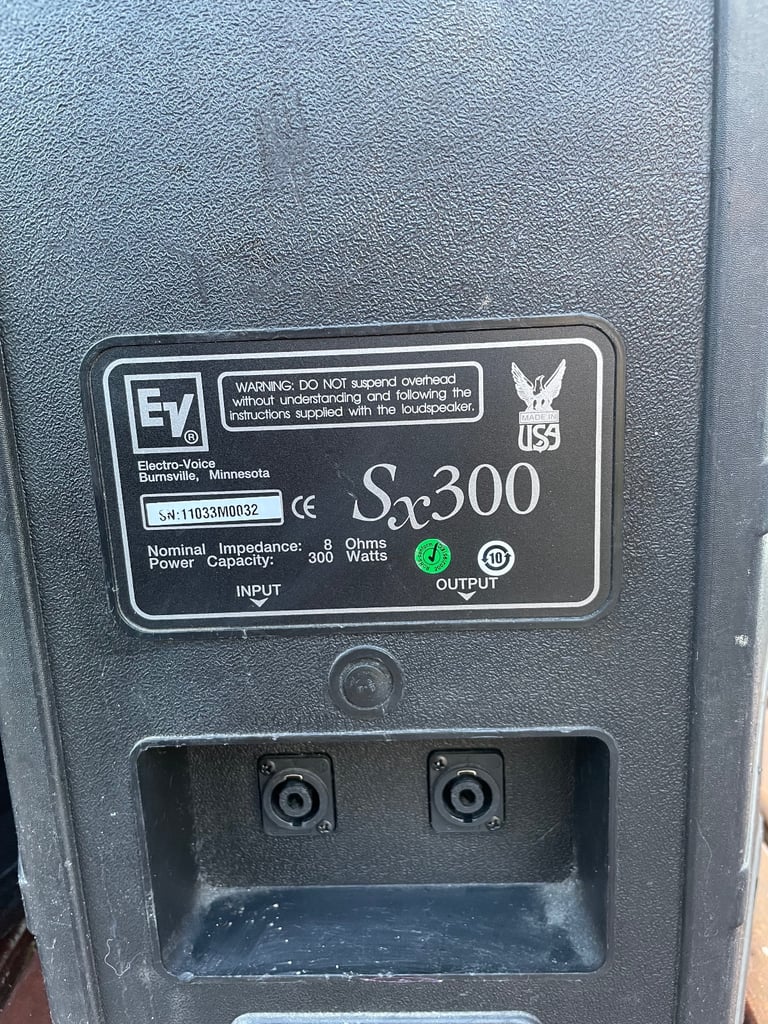 EV®
WARNING: DO NOT suspend overhead
without understanding and following the
instructions supplied with the loudspeaker.
MADE IN
USA
Electro-Voice
Burnsville, Minnesota
SN:11033M0032
CE
Sx300
Nominal Impedance: 8 Ohms
Power Capacity: 300 Watts
10
INPUT
OUTPUT